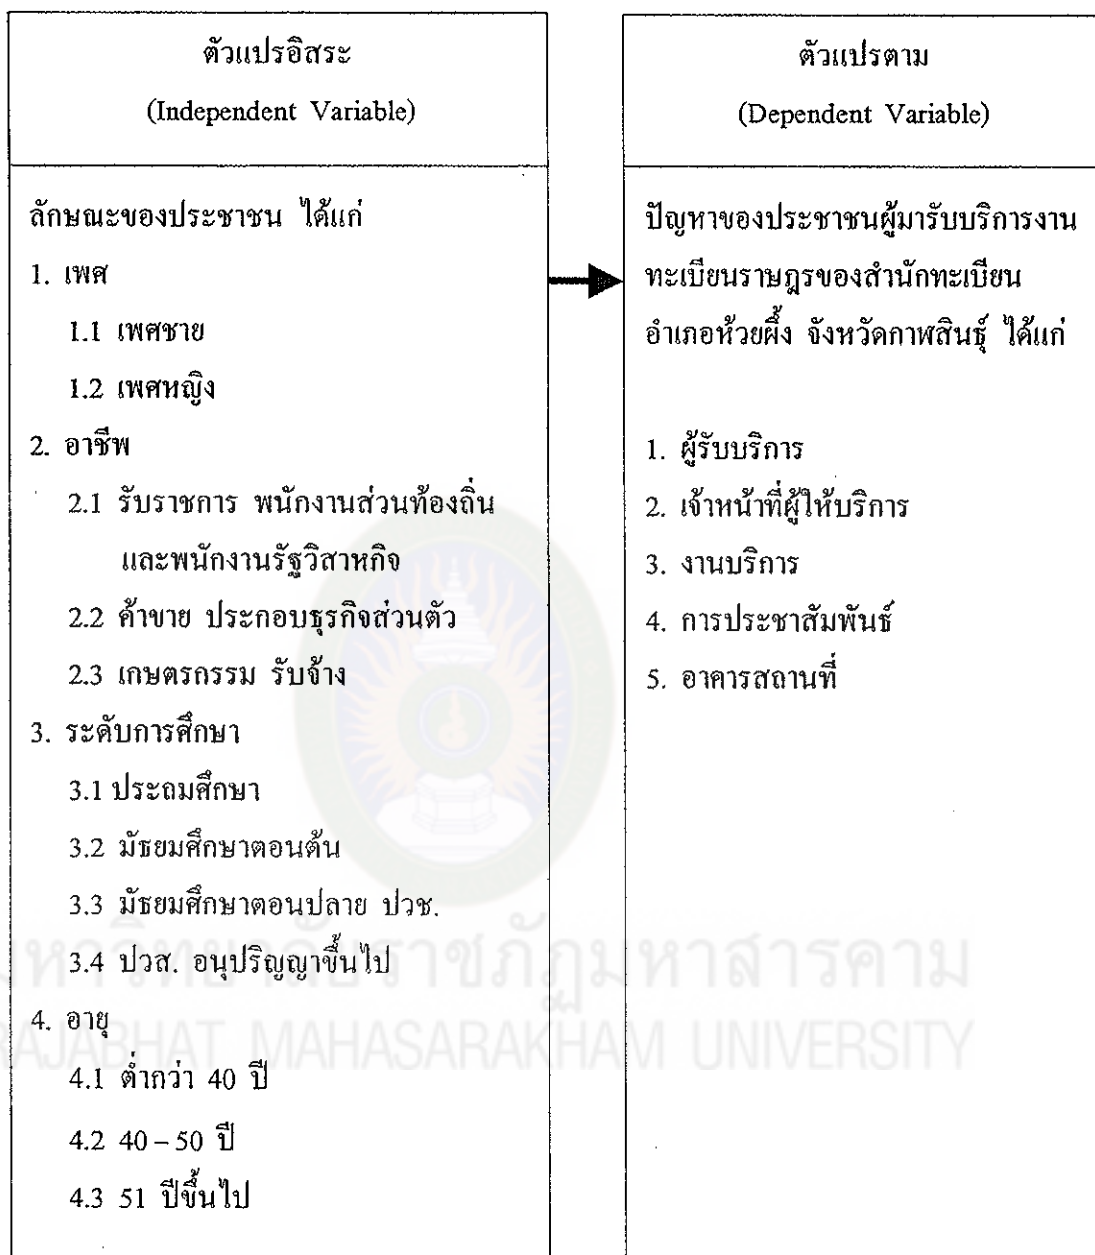 ตัวแปรอิสระ
(Independent Variable)
ลักษณะของประชาชน ได้แก่
1. เพศ
1.1 เพศชาย
1.2 เพศหญิง
2. อาชีพ
2.1 รับราชการ พนักงานส่วนท้องถิ่น
และพนักงานรัฐวิสาหกิจ
2.2 ค้าขาย ประกอบธุรกิจส่วนตัว
2.3 เกษตรกรรม รับจ้าง
3. ระดับการศึกษา
3.1 ประถมศึกษา
3.2 มัธยมศึกษาตอนต้น
3.3 มัธยมศึกษาตอนปลาย ปวช.
3.4 ปวส. อนุปริญญาขึ้นไป
4. อายุ
4.1 ต่ำกว่า 40 ปี
4.2 40 – 50 ปี
4.3 51 ปีขึ้นไป
ตัวแปรตาม
(Dependent Variable)
ปัญหาของประชาชนผู้มารับบริการงาน
ทะเบียนราษฎรของสำนักทะเบียน
อำเภอห้วยผึ้ง จังหวัดกาฬสินธุ์ ได้แก่
1. ผู้รับบริการ
2. เจ้าหน้าที่ผู้ให้บริการ
3. งานบริการ
4. การประชาสัมพันธ์
5. อาคารสถานที่
มหาวิทยาลัยราชภัฏมหาสารคาม
RAJABHAT MAHASARAKHAM UNIVERSITY